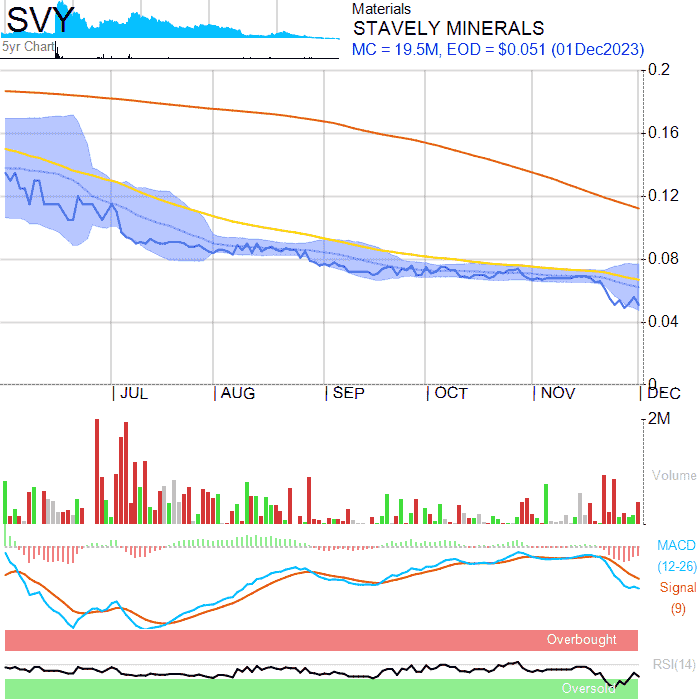 SVY
5yr Chart
Materials
STAVELY MINERALS
MC = 19.5M, EOD = $0.051 (01Dec2023)
0.2
0.16
0.12
0.08
0.04
0
JUL AUG SEP OCT NOV DEC
2M
Volume
MACD
(12-26)
Signal
(9)
Overbought
RSI(14)
Oversold